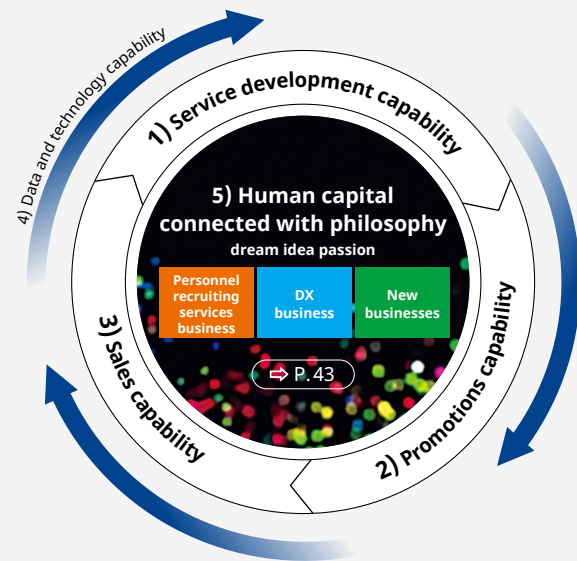 4) Data and technology capability
1) Service development capability
5) Human capital
connected with philosophy
dream idea passion
Personnel
recruiting
services
business
DX
business
New
businesses
⇨ P. 43
2) Promotions capability
3) Sales capability